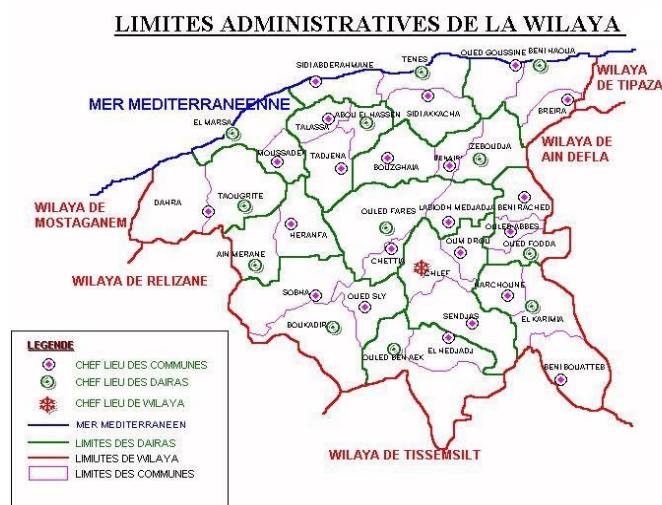 LIMITES ADMINISTRATIVES DE LA WILAYA
OUED GOUSSINE
BENI HAOUA
TENES
SIDI ABDERAHMANE
WILAYA
DE TIPAZA
MER MEDITERRANEENNE
BREIRA
ABOU EL HASSEN
SIDI AKKACHA
EL MARSA
TALASSA
WILAYA DE
AIN DEFLA
ZEBOUDJA
MOUSSADEK
TADJENA
BOUZGHAIA
BENAIRIA
TAOUGRITE
DAHRA
WILAYA DE
MOSTAGANEM
LABIODH MEDJADJA
BENI RACHED
OULED FARES
OULED ABBES
HERANFA
OUM DROU
OUED FODDA
CHETTIA
AIN MERANE
WILAYA DE RELIZANE
CHLEF
SOBHA
HARCHOUNE
OUED SLY
SENDJAS
EL KARIMIA
BOUKADIR
OULED BEN AEK
EL HEDJADJ
BENI BOUATTEB
WILAYA DE TISSEMSILT
LEGENDE
CHEF LIEU DES COMMUNES
CHEF LIEU DES DAIRAS
CHEF LIEU DE WILAYA
MER MEDITERRANEEN
LIMITES DES DAIRAS
LIMIUTES DE WILAYA
LIMITES DES COMMUNES